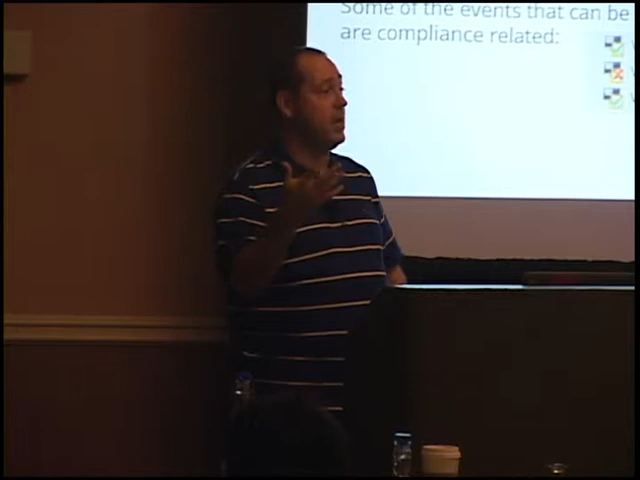 Some of the events that can be
are compliance related: